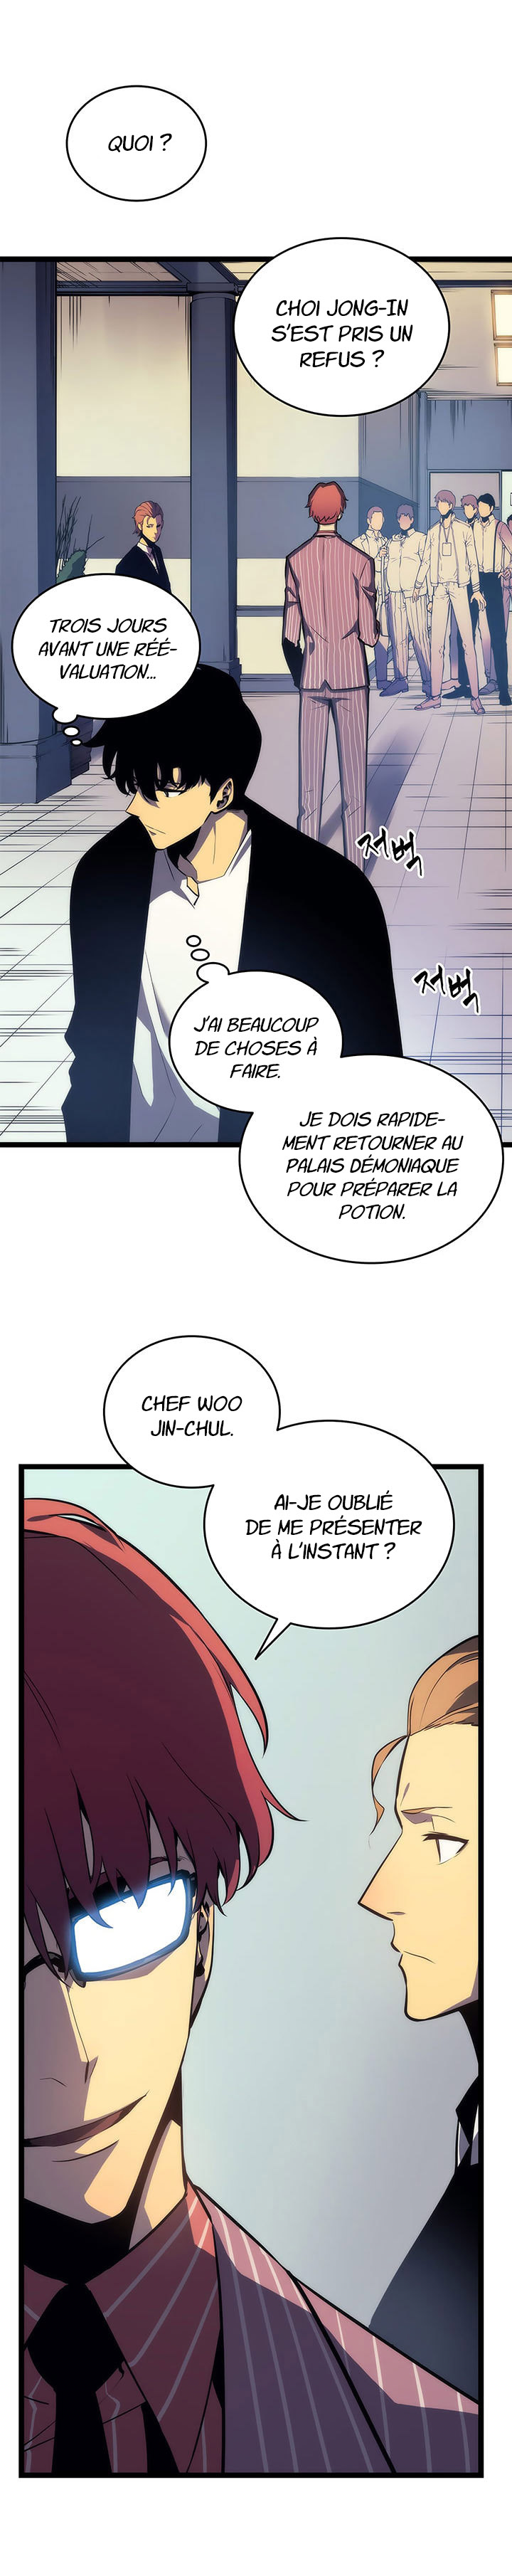 QUOI ?
CHOI JONG-IN
S'EST PRIS UN
REFUS ?
TROIS JOURS
AVANT UNE RÉÉ-
VALUATION...
저벅
저벅
J'AI BEAUCOUP
DE CHOSES À
FAIRE.
JE DOIS RAPIDE-
MENT RETOURNER AU
PALAIS DÉMONIAQUE
POUR PRÉPARER LA
POTION.
CHEF WOO
JIN-CHUL.
AI-JE OUBLIÉ
DE ME PRÉSENTER
À L'INSTANT ?